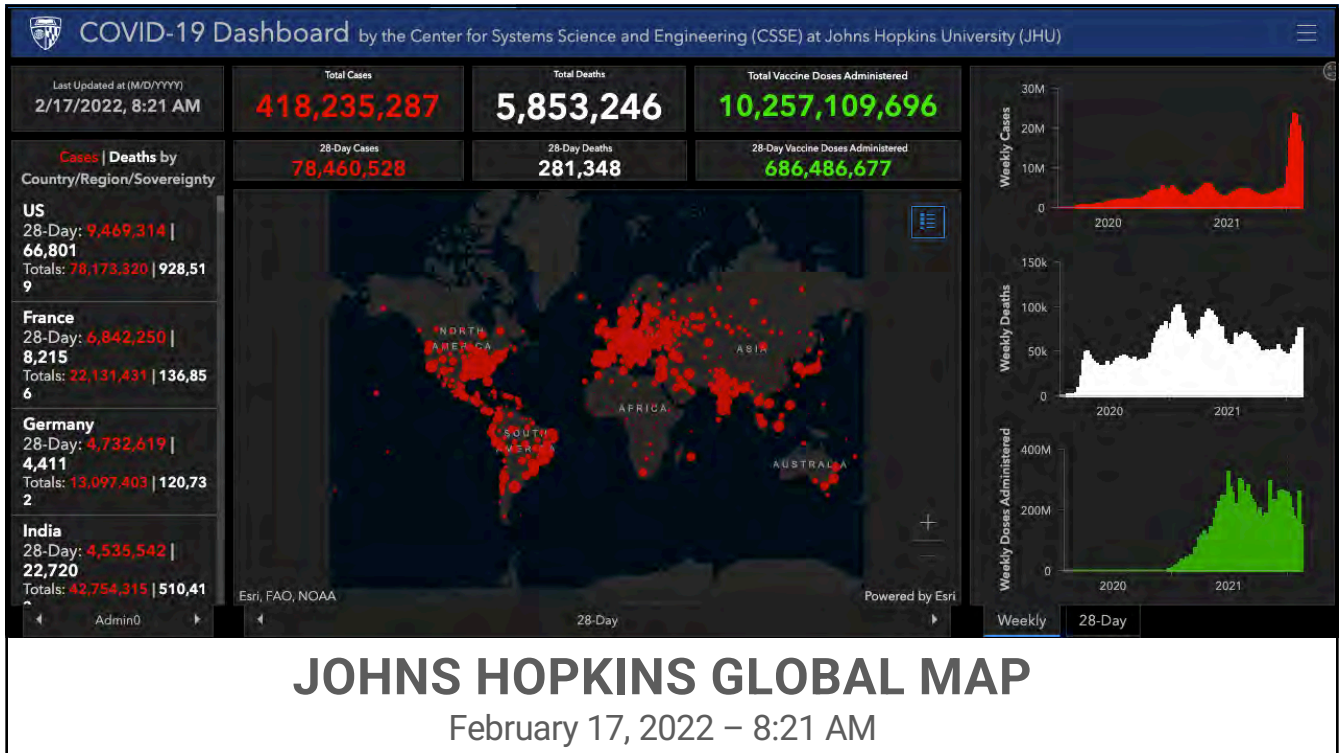 COVID-19 Dashboard by the Center for Systems Science and Engineering (CSSE) at Johns Hopkins University (JHU)
Last Updated at (M/D/YYYY)
2/17/2022, 8:21 AM
Total Cases
418,235,287
Total Deaths
5,853,246
Total Vaccine Doses Administered
10,257,109,696
28-Day Cases
78,460,528
28-Day Deaths
281,348
28-Day Vaccine Doses Administered
686,486,677
Cases | Deaths by
Country/Region/Sovereignty
US
28-Day: 9,469,314 |
66,801
Totals: 78,173,320 | 928,51
9
France
28-Day: 6,842,250 |
8,215
Totals: 22,131,431 | 136,85
6
Germany
28-Day: 4,732,619 |
4,411
Totals: 13,097,403 | 120,73
2
India
28-Day: 4,535,542 |
22,720
Totals: 42,754,315 | 510,41
Admin0
NORTH
AMERICA
SOUTH
AMERICA
AFRICA
ASIA
AUSTRALIA
Esri, FAO, NOAA
Powered by Esri
28-Day
Weekly Cases
30M
20M
10M
0
2020
2021
Weekly Deaths
150k
100k
50k
0
2020
2021
Weekly Doses Administered
400M
200M
0
2020
2021
Weekly
28-Day
JOHNS HOPKINS GLOBAL MAP
February 17, 2022 – 8:21 AM